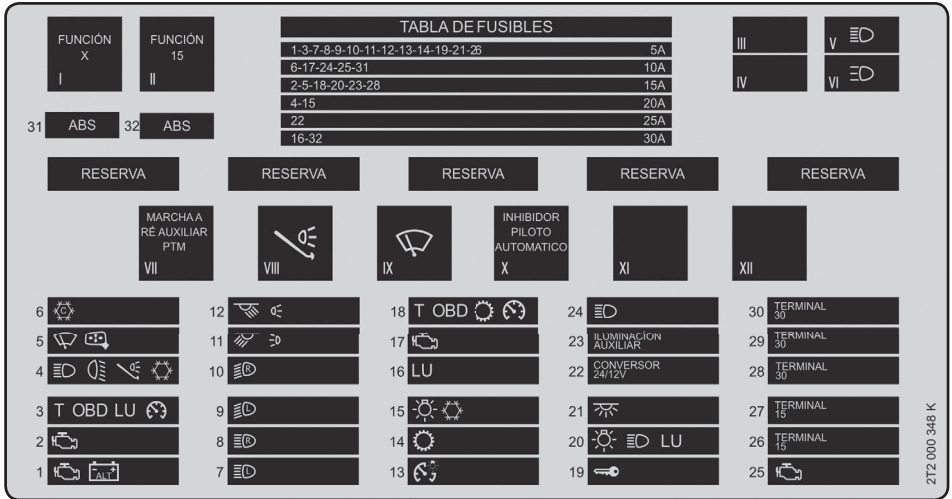 FUNCIÓN
X
I
FUNCIÓN
15
II
TABLA DE FUSIBLES
1-3-7-8-9-10-11-12-13-14-19-21-26 5A
6-17-24-25-31 10A
2-5-18-20-23-28 15A
4-15 20A
22 25A
16-32 30A
III
V
IV
VI
31 ABS 32 ABS
RESERVA RESERVA RESERVA RESERVA RESERVA
MARCHA A
RÉ AUXILIAR
PTM
VII
VIII
IX
INHIBIDOR
PILOTO
AUTOMATICO
X
XI
XII
6 C
5
4
3 T OBD LU
2
1 ALT
12
11
10 R
9 L
8 R
7 L
18 T OBD
17
16 LU
15
14
13
24
23 ILUMINACÍON
AUXILIAR
22 CONVERSOR
24/12V
21
20 LU
19
30 TERMINAL
30
29 TERMINAL
30
28 TERMINAL
30
27 TERMINAL
15
26 TERMINAL
15
25
2T2 000 348 K